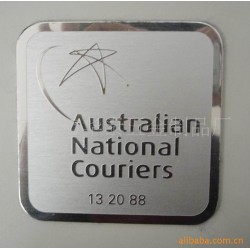 Australian
National
Couriers
13 20 88
alibaba.com.cn